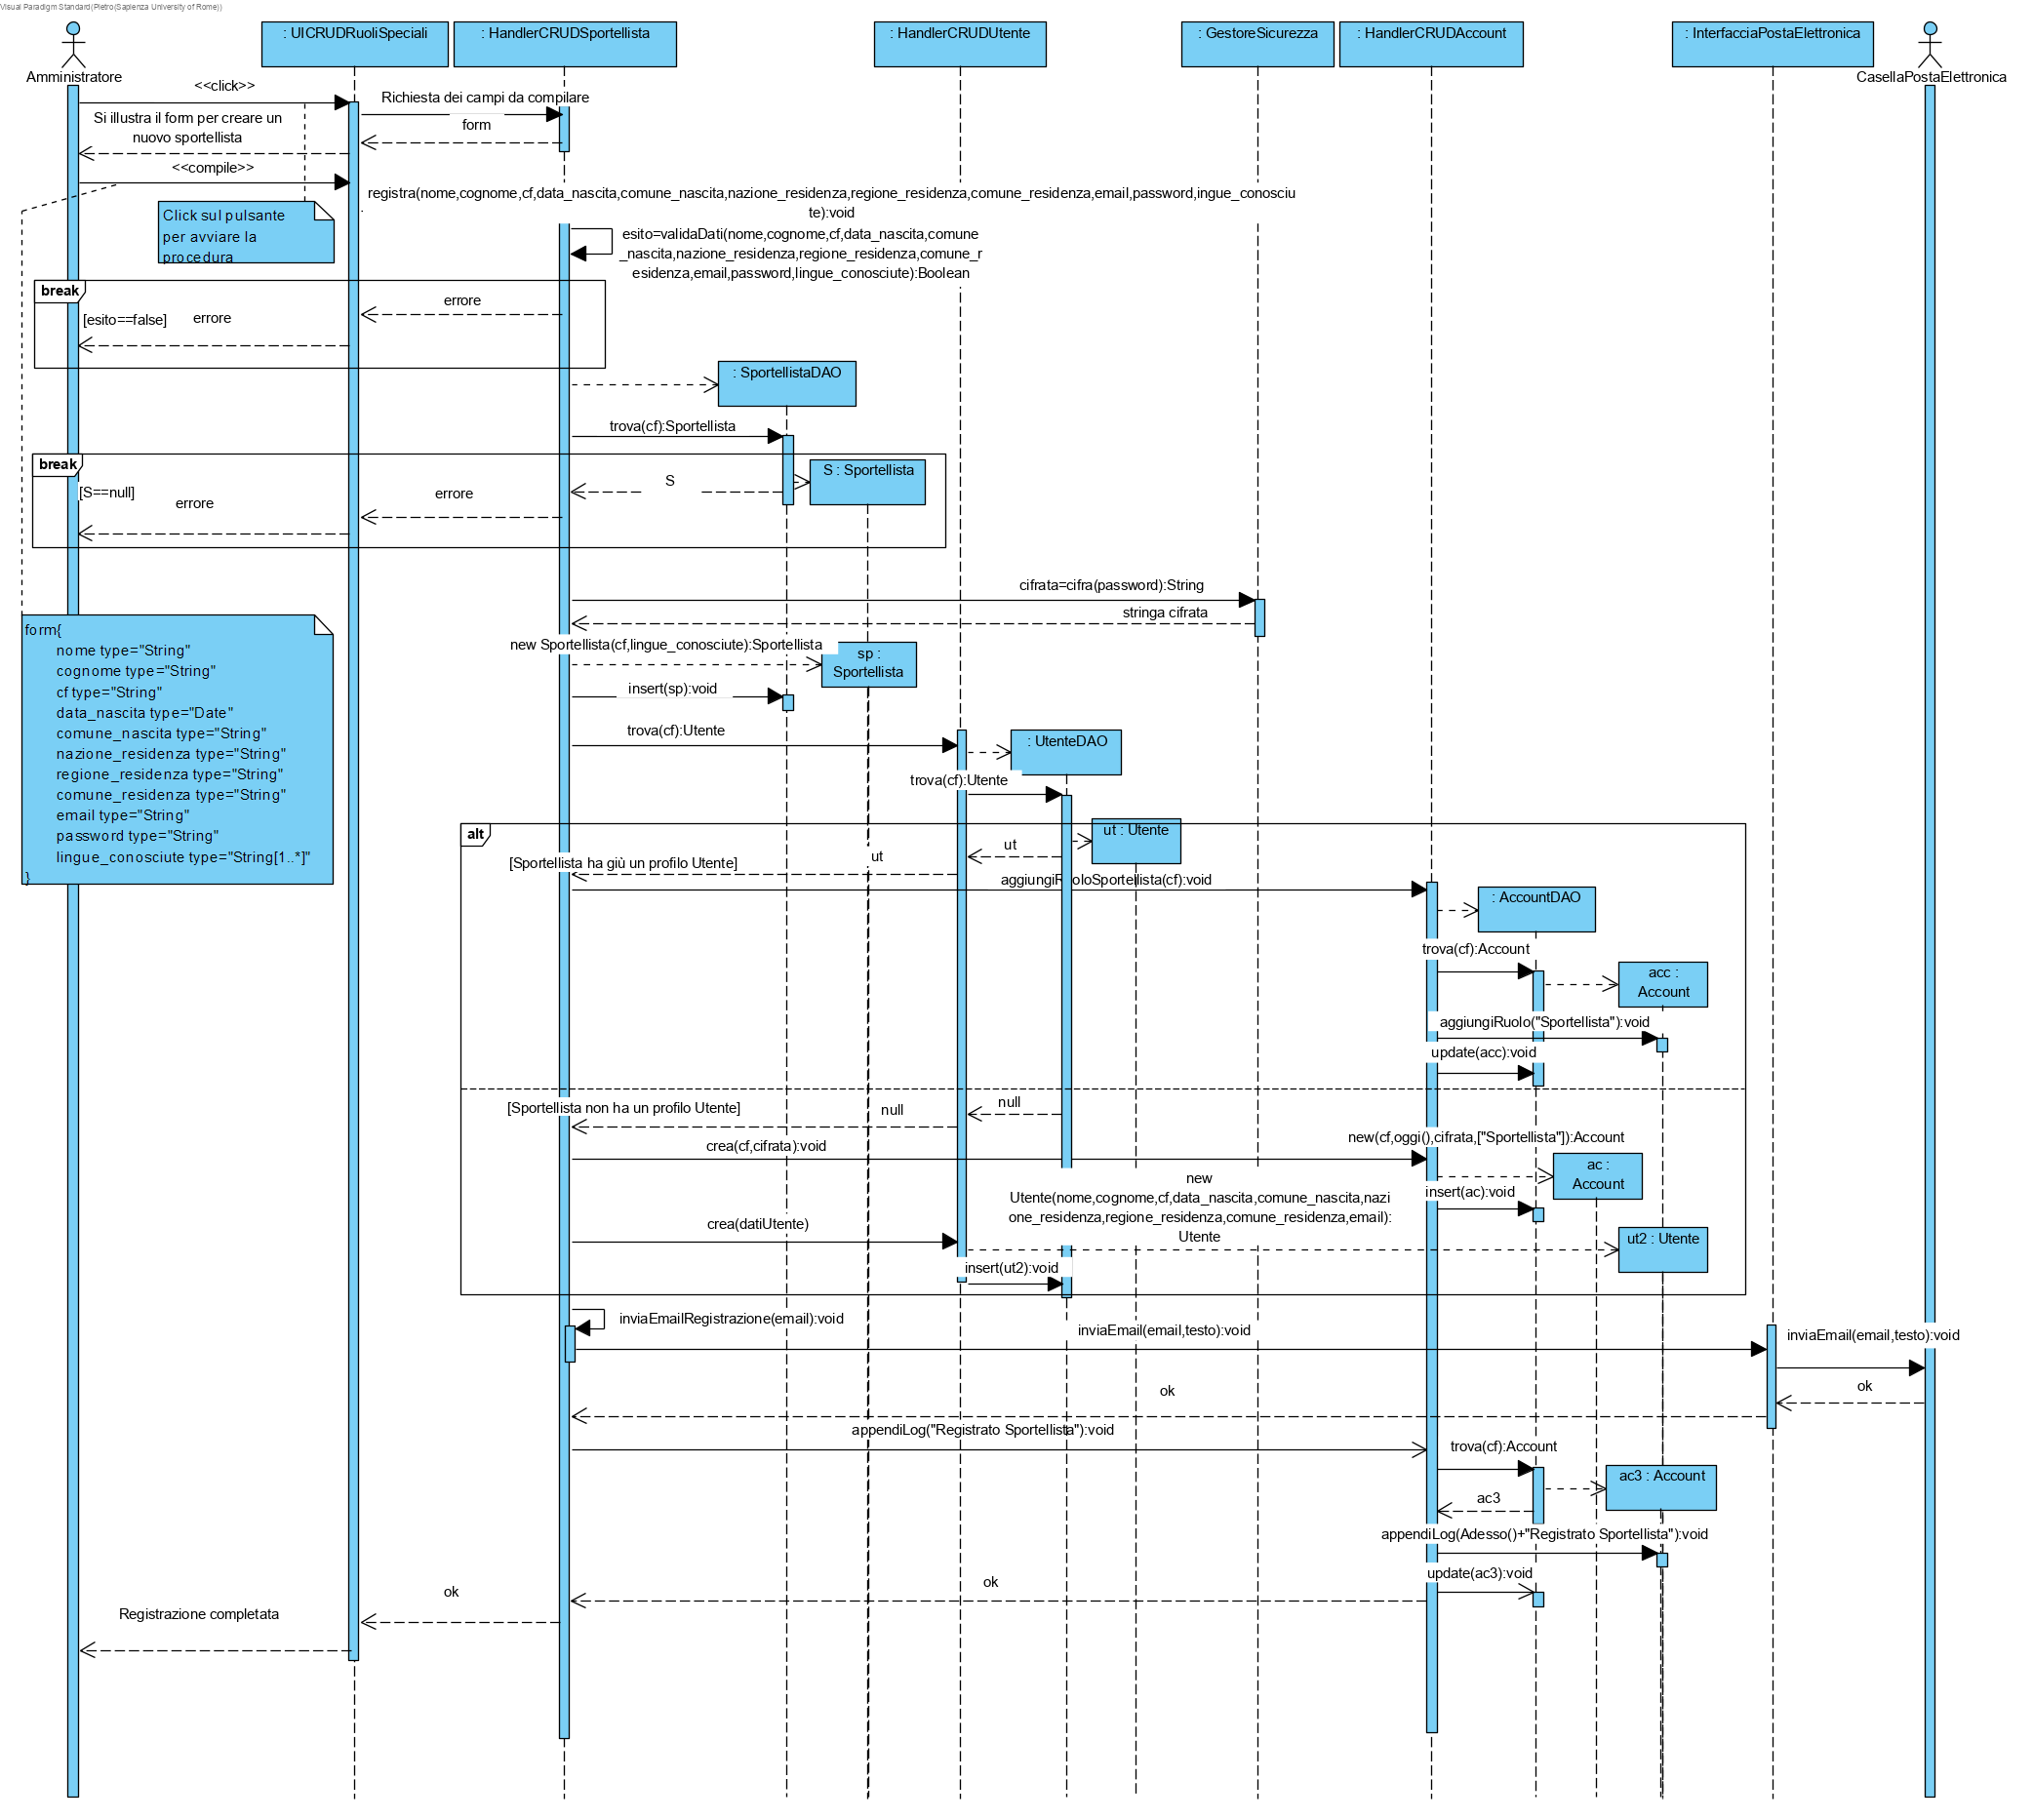 Visual Paradigm Standard(Pietro(Sapienza University of Rome))
: UICRUDRuoliSpeciali
: HandlerCRUDSportellista
: HandlerCRUDUtente
: GestoreSicurezza
: HandlerCRUDAccount
: InterfacciaPostaElettronica
Amministratore
CasellaPostaElettronica
<<click>>
Richiesta dei campi da compilare
Si illustra il form per creare un
nuovo sportellista
form
<<compile>>
registra(nome,cognome,cf,data_nascita,comune_nascita,nazione_residenza,regione_residenza,comune_residenza,email,password,ingue_conosciu
te):void
Click sul pulsante
per avviare la
procedura
esito=validaDati(nome,cognome,cf,data_nascita,comune
_nascita,nazione_residenza,regione_residenza,comune_r
esidenza,email,password,lingue_conosciute):Boolean
break
errore
[esito==false]
errore
: SportellistaDAO
trova(cf):Sportellista
break
S : Sportellista
S
[S==null]
errore
errore
cifrata=cifra(password):String
stringa cifrata
form{
nome type="String"
cognome type="String"
cf type="String"
data_nascita type="Date"
comune_nascita type="String"
nazione_residenza type="String"
regione_residenza type="String"
comune_residenza type="String"
email type="String"
password type="String"
lingue_conosciute type="String[1..*]"
}
new Sportellista(cf,lingue_conosciute):Sportellista
sp :
Sportellista
insert(sp):void
trova(cf):Utente
: UtenteDAO
trova(cf):Utente
alt
ut : Utente
ut
ut
[Sportellista ha giù un profilo Utente]
aggiungiRuoloSportellista(cf):void
: AccountDAO
trova(cf):Account
acc :
Account
aggiungiRuolo("Sportellista"):void
update(acc):void
[Sportellista non ha un profilo Utente]
null
null
crea(cf,cifrata):void
new(cf,oggi(),cifrata,["Sportellista"]):Account
ac :
Account
new
Utente(nome,cognome,cf,data_nascita,comune_nascita,nazi
one_residenza,regione_residenza,comune_residenza,email):
Utente
insert(ac):void
crea(datiUtente)
ut2 : Utente
insert(ut2):void
inviaEmailRegistrazione(email):void
inviaEmail(email,testo):void
inviaEmail(email,testo):void
ok
ok
appendiLog("Registrato Sportellista"):void
trova(cf):Account
ac3 : Account
ac3
appendiLog(Adesso()+"Registrato Sportellista"):void
update(ac3):void
ok
ok
Registrazione completata